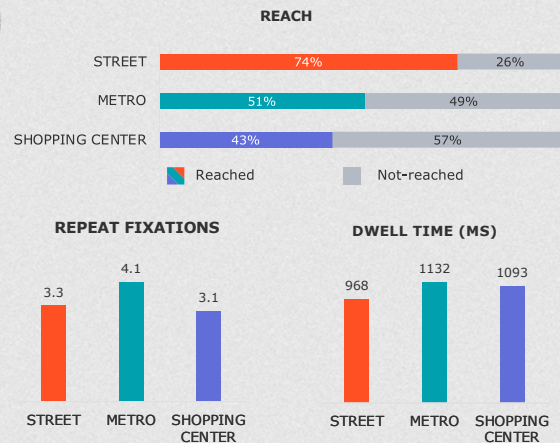 REACH
STREET 74% 26%
METRO 51% 49%
SHOPPING CENTER 43% 57%
Reached Not-reached
REPEAT FIXATIONS
3.3 4.1 3.1
STREET METRO SHOPPING
CENTER
DWELL TIME (MS)
968 1132 1093
STREET METRO SHOPPING
CENTER